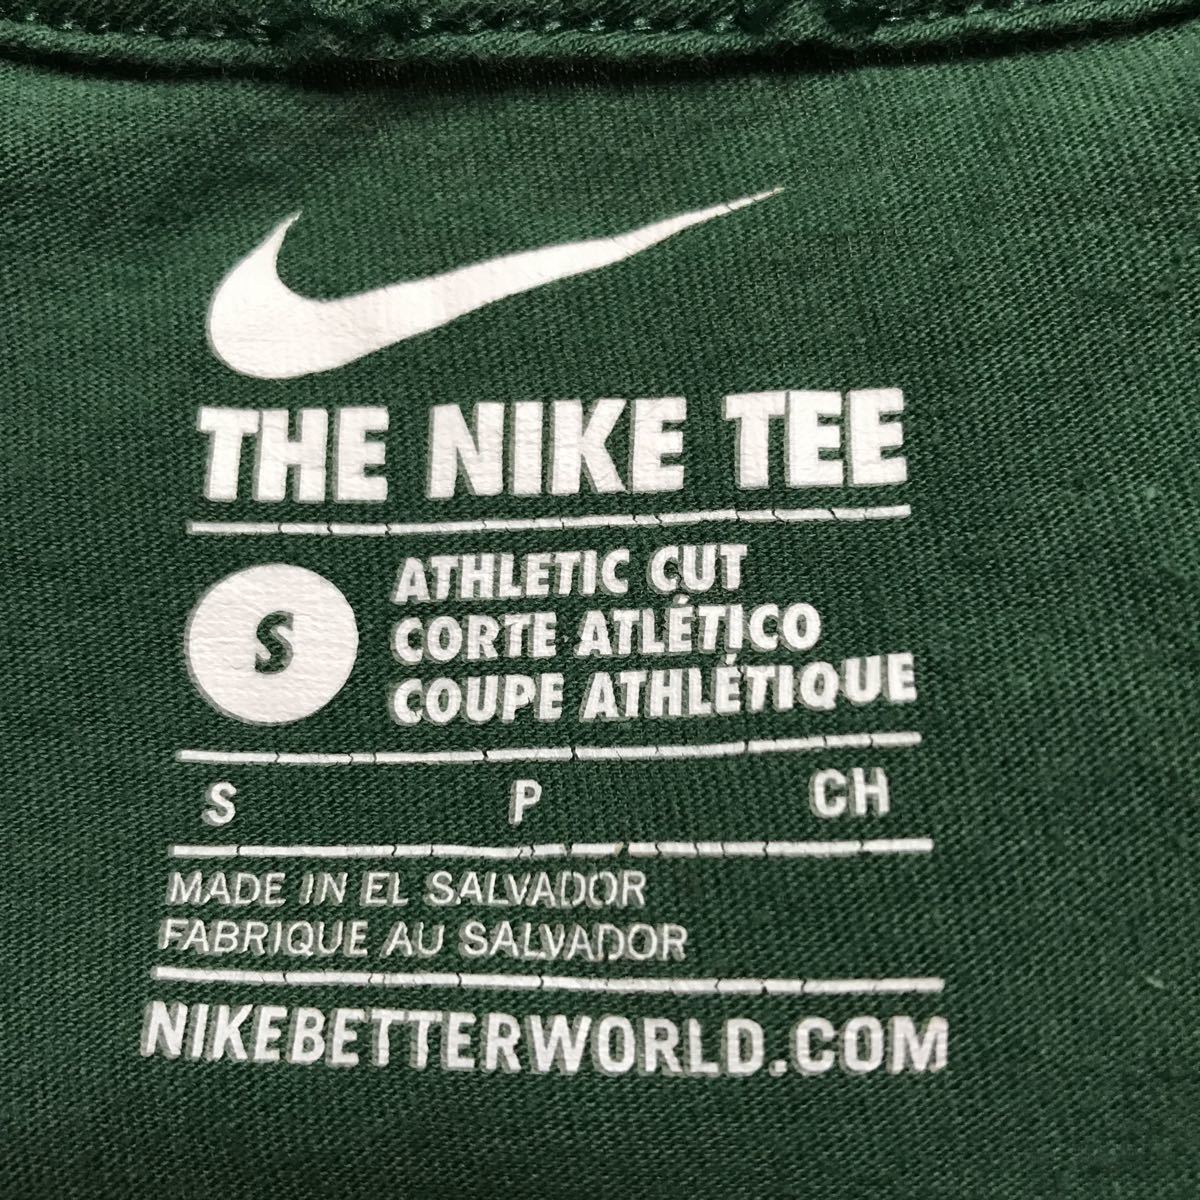 THE NIKE TEE
S
ATHLETIC CUT
CORTE ATLÉTICO
COUPE ATHLÉTIQUE
S P CH
MADE IN EL SALVADOR
FABRIQUE AU SALVADOR
NIKEBETTERWORLD.COM